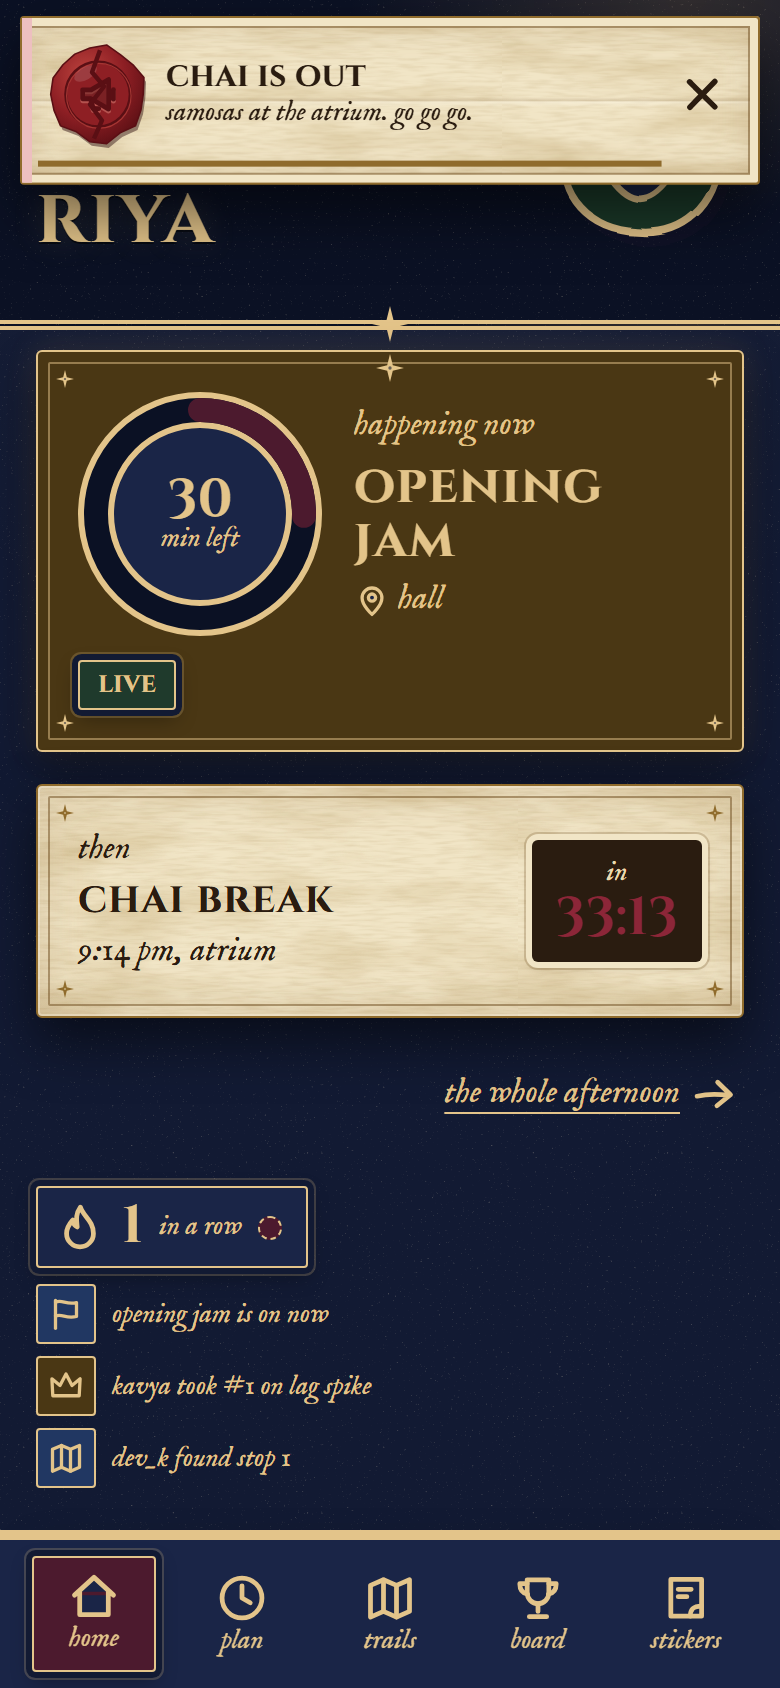 CHAI IS OUT
samosas at the atrium. go go go.
RIYA
happening now
OPENING
JAM
hall
30
min left
LIVE
then
CHAI BREAK
9:14 pm, atrium
in
33:13
the whole afternoon
1 in a row
opening jam is on now
kavya took #1 on lag spike
dev_k found stop 1
home
plan
trails
board
stickers